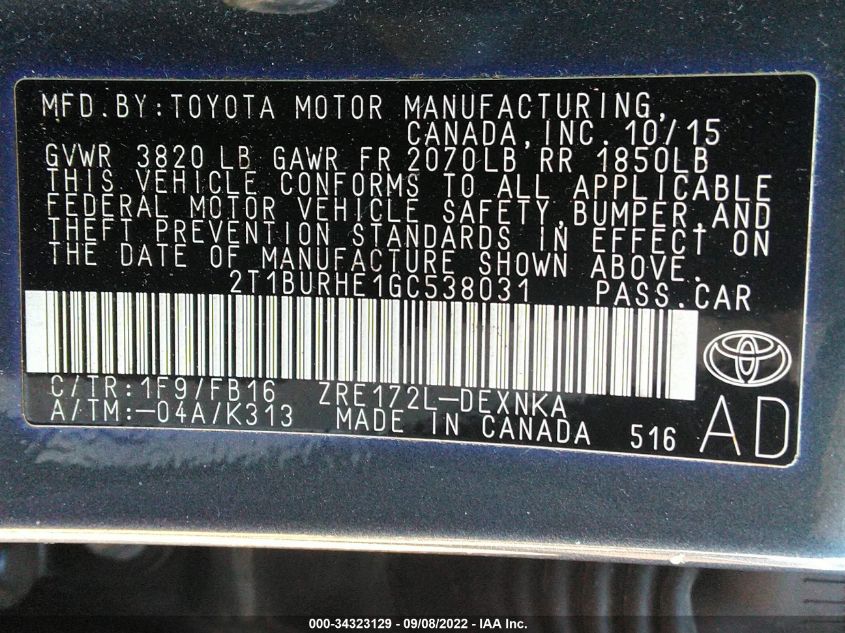 MFD.BY:TOYOTA MOTOR MANUFACTURING,
CANADA,INC. 10/15
GVWR 3820LB GAWR FR 2070LB RR 1850LB
THIS VEHICLE CONFORMS TO ALL APPLICABLE
FEDERAL MOTOR VEHICLE SAFETY,BUMPER,AND
THEFT PREVENTION STANDARDS IN EFFECT ON
THE DATE OF MANUFACTURE SHOWN ABOVE.
2T1BURHE1GC538031 PASS.CAR
C/TR:1F9/FB16 ZRE172L-DEXNKA
A/TM:-04A/K313 MADE IN CANADA 516 AD
000-34323129 - 09/08/2022 - IAA Inc.